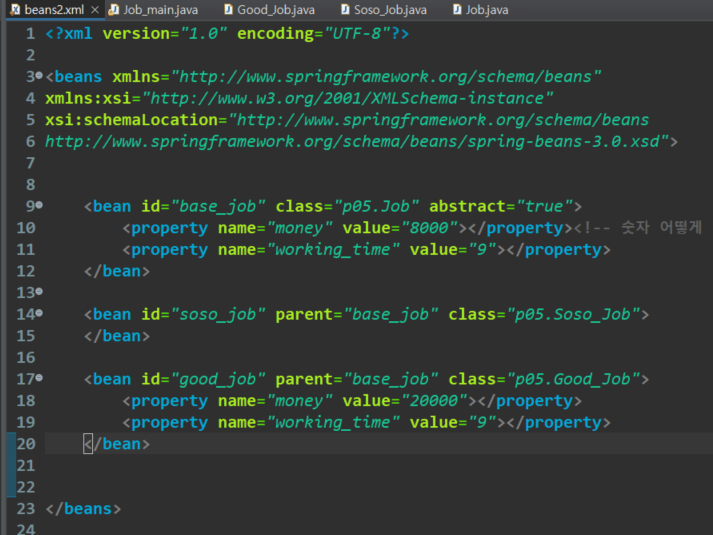 beans2.xml Job_main.java Good_Job.java Soso_Job.java Job.java
1 <?xml version="1.0" encoding="UTF-8"?>
2
3 <beans xmlns="http://www.springframework.org/schema/beans"
4 xmlns:xsi="http://www.w3.org/2001/XMLSchema-instance"
5 xsi:schemaLocation="http://www.springframework.org/schema/beans
6 http://www.springframework.org/schema/beans/spring-beans-3.0.xsd">
7
8
9 <bean id="base_job" class="p05.Job" abstract="true">
10 <property name="money" value="8000"></property><!-- 숫자 어떻게
11 <property name="working_time" value="9"></property>
12 </bean>
13
14 <bean id="soso_job" parent="base_job" class="p05.Soso_Job">
15 </bean>
16
17 <bean id="good_job" parent="base_job" class="p05.Good_Job">
18 <property name="money" value="20000"></property>
19 <property name="working_time" value="9"></property>
20 </bean>
21
22
23 </beans>
24